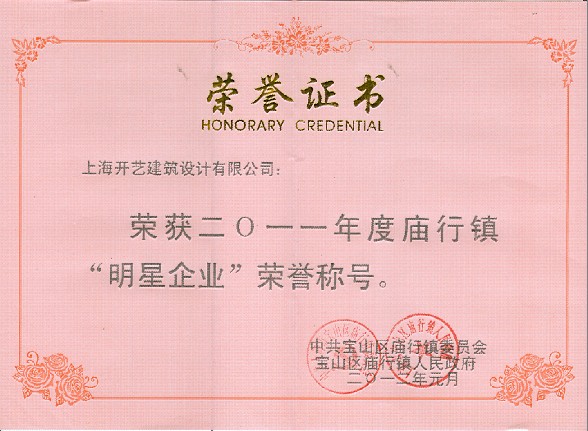 荣誉证书
HONORARY CREDENTIAL
上海开艺建筑设计有限公司：
荣获二〇一一年度庙行镇
“明星企业”荣誉称号。
中共宝山区庙行镇委员会
宝山区庙行镇人民政府
二〇一二年元月